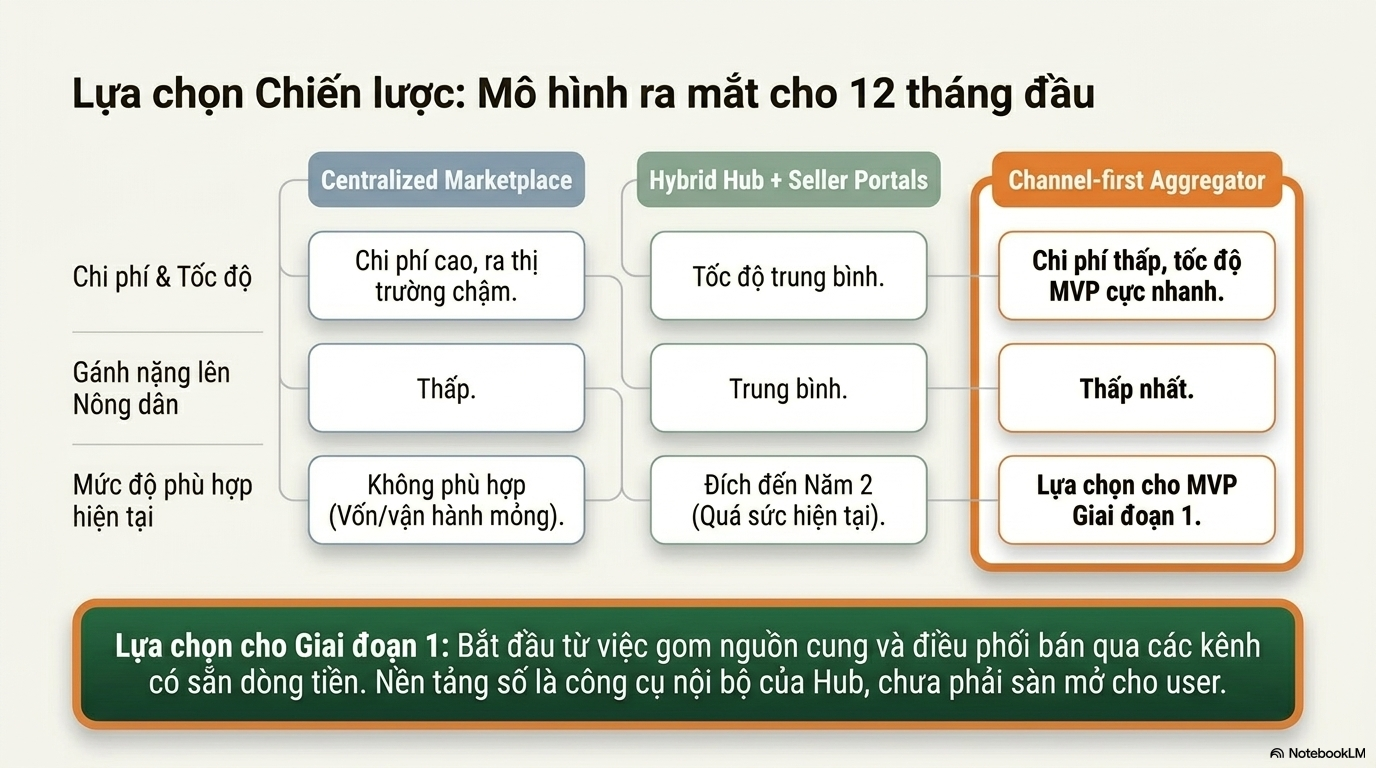 Lựa chọn Chiến lược: Mô hình ra mắt cho 12 tháng đầu
Centralized Marketplace
Hybrid Hub + Seller Portals
Channel-first Aggregator
Chi phí & Tốc độ
Chi phí cao, ra thị
trường chậm.
Tốc độ trung bình.
Chi phí thấp, tốc độ
MVP cực nhanh.
Gánh nặng lên
Nông dân
Thấp.
Trung bình.
Thấp nhất.
Mức độ phù hợp
hiện tại
Không phù hợp
(Vốn/vận hành mỏng).
Đích đến Năm 2
(Quá sức hiện tại).
Lựa chọn cho MVP
Giai đoạn 1.
Lựa chọn cho Giai đoạn 1: Bắt đầu từ việc gom nguồn cung và điều phối bán qua các kênh
có sẵn dòng tiền. Nền tảng số là công cụ nội bộ của Hub, chưa phải sàn mở cho user.
NotebookLM